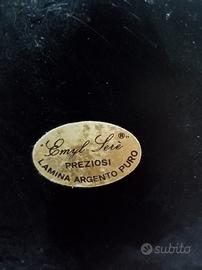 "Emyl Serè®"
PREZIOSI
LAMINA ARGENTO PURO
subito